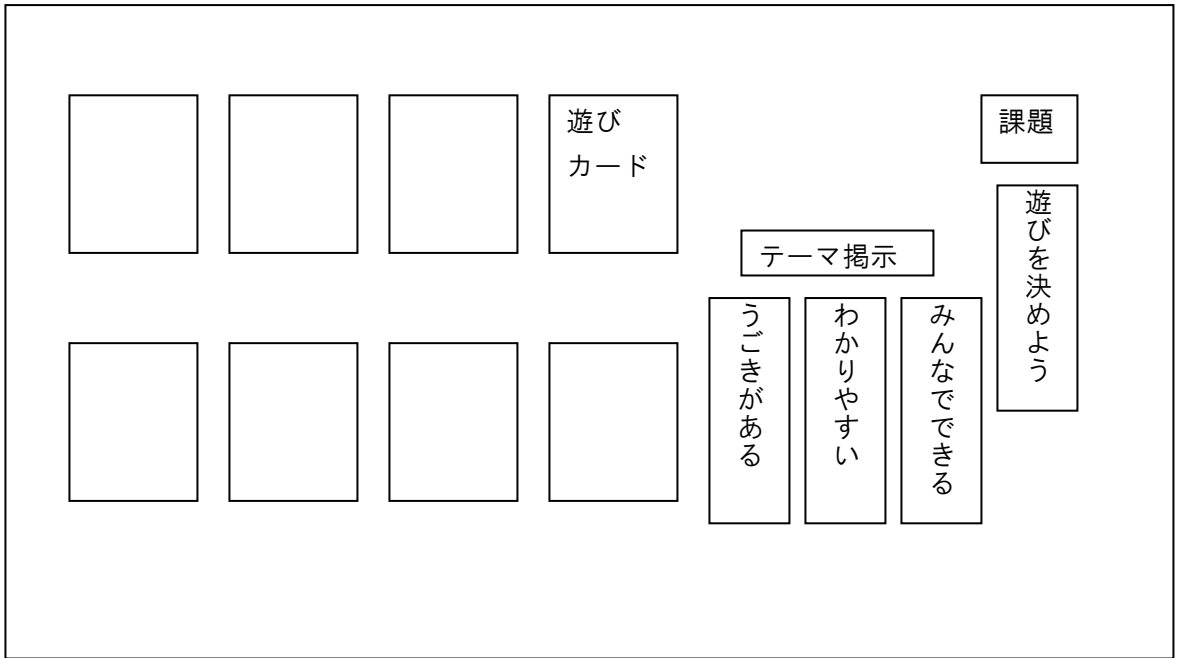 課題
遊びを決めよう
テーマ掲示
みんなでできる
わかりやすい
うごきがある
遊び
カード